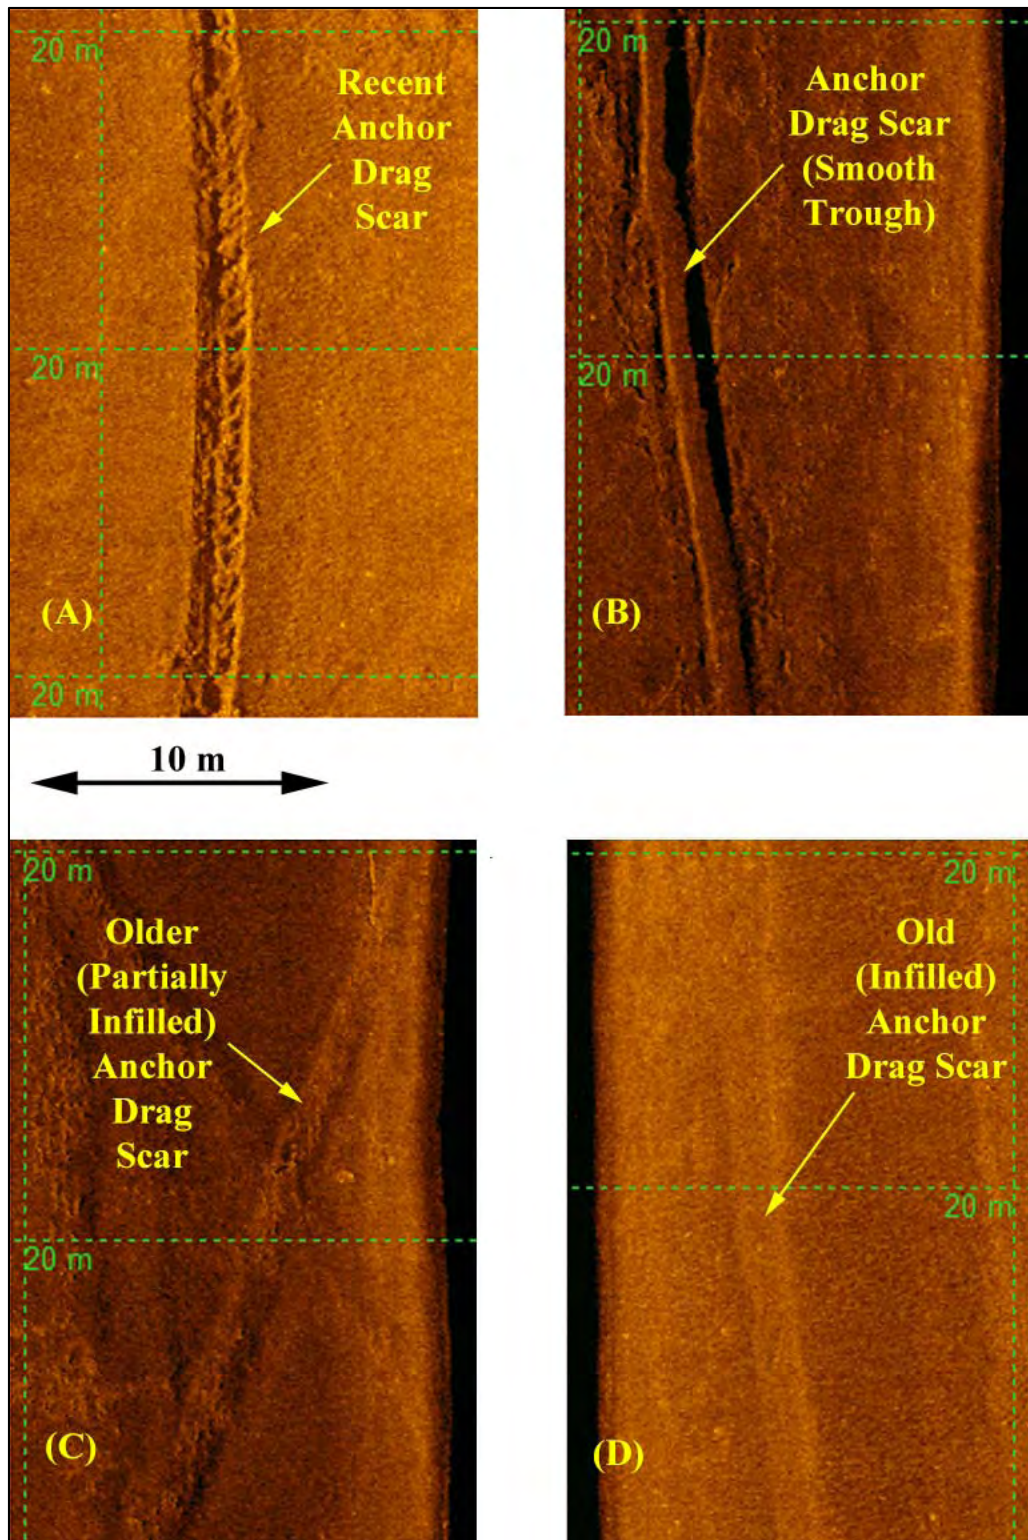 20 m
Recent
Anchor
Drag
Scar
20 m
(A)
20 m
20 m
Anchor
Drag Scar
(Smooth
Trough)
20 m
(B)
10 m
20 m
Older
(Partially
Infilled)
Anchor
Drag
Scar
20 m
(C)
20 m
Old
(Infilled)
Anchor
Drag Scar
20 m
(D)